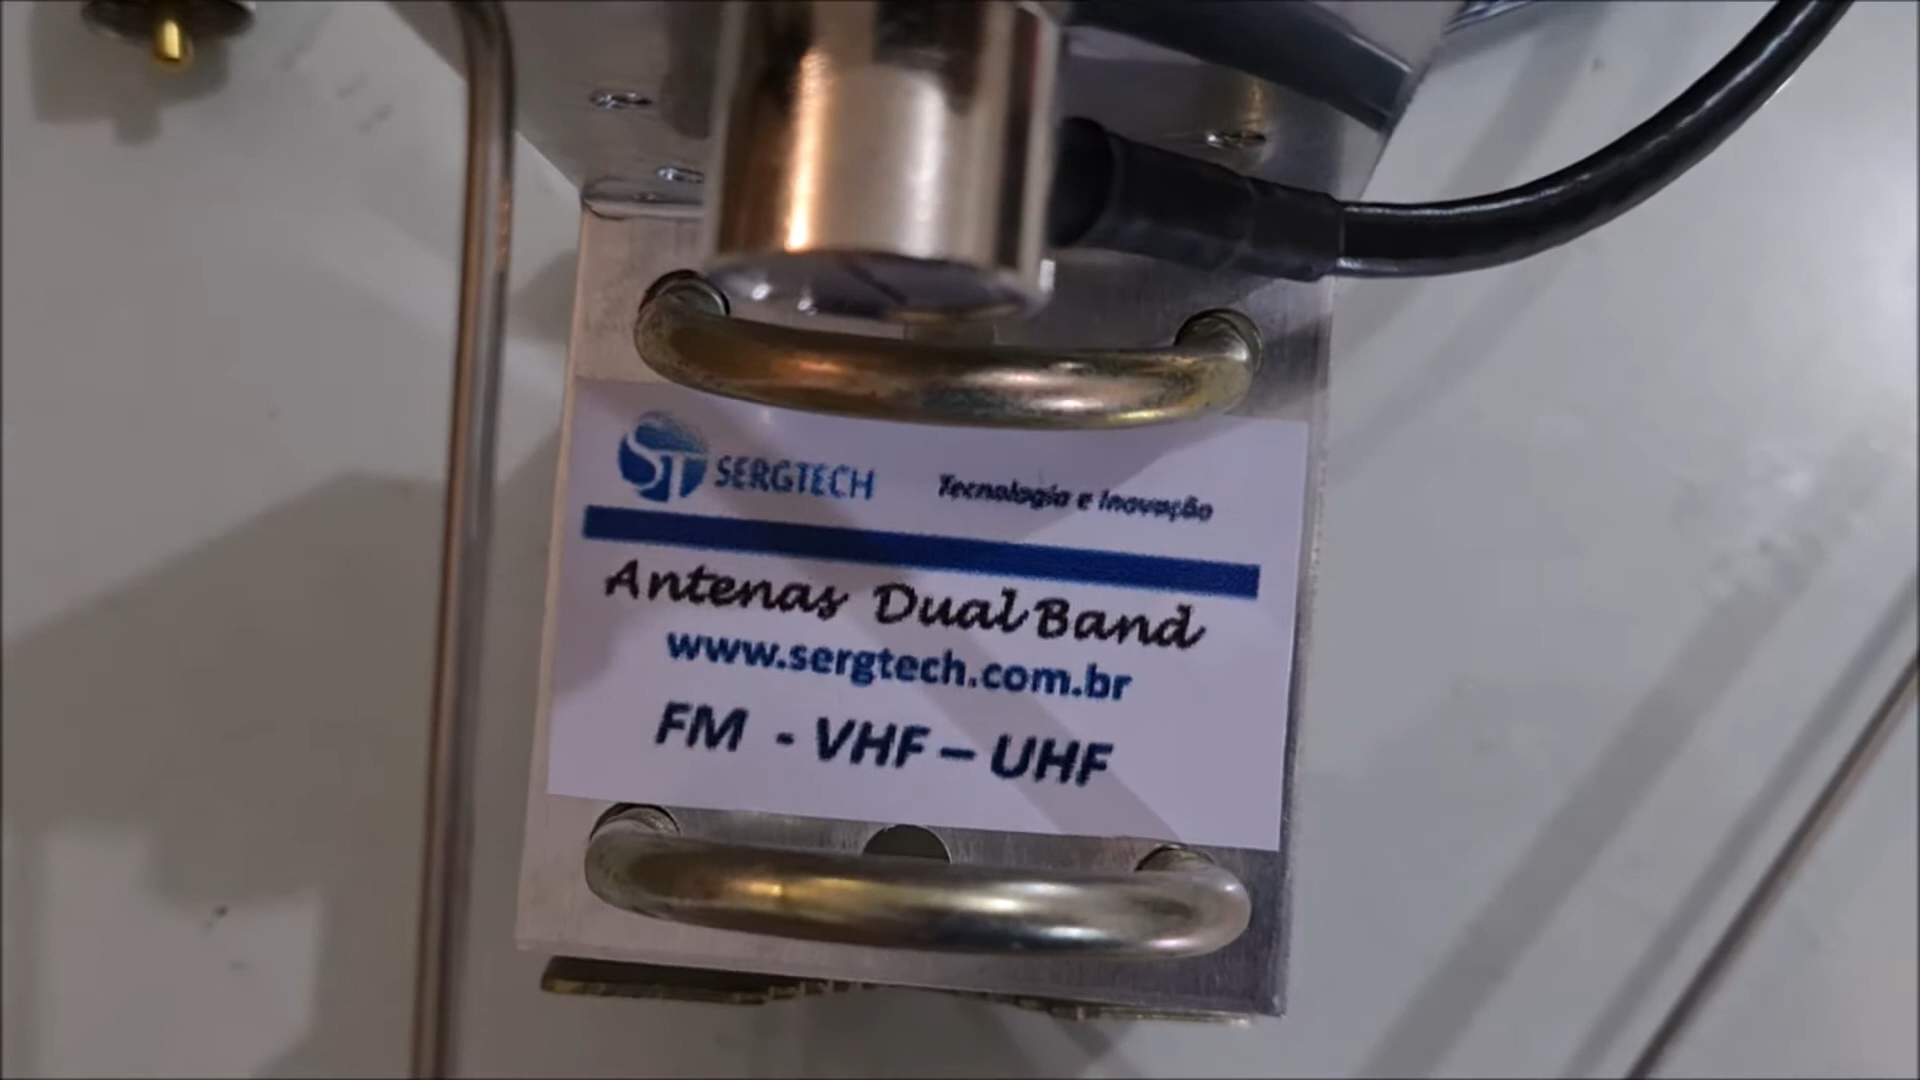 ST SERGTECH Tecnologia e Inovação
Antenas Dual Band
www.sergtech.com.br
FM - VHF – UHF